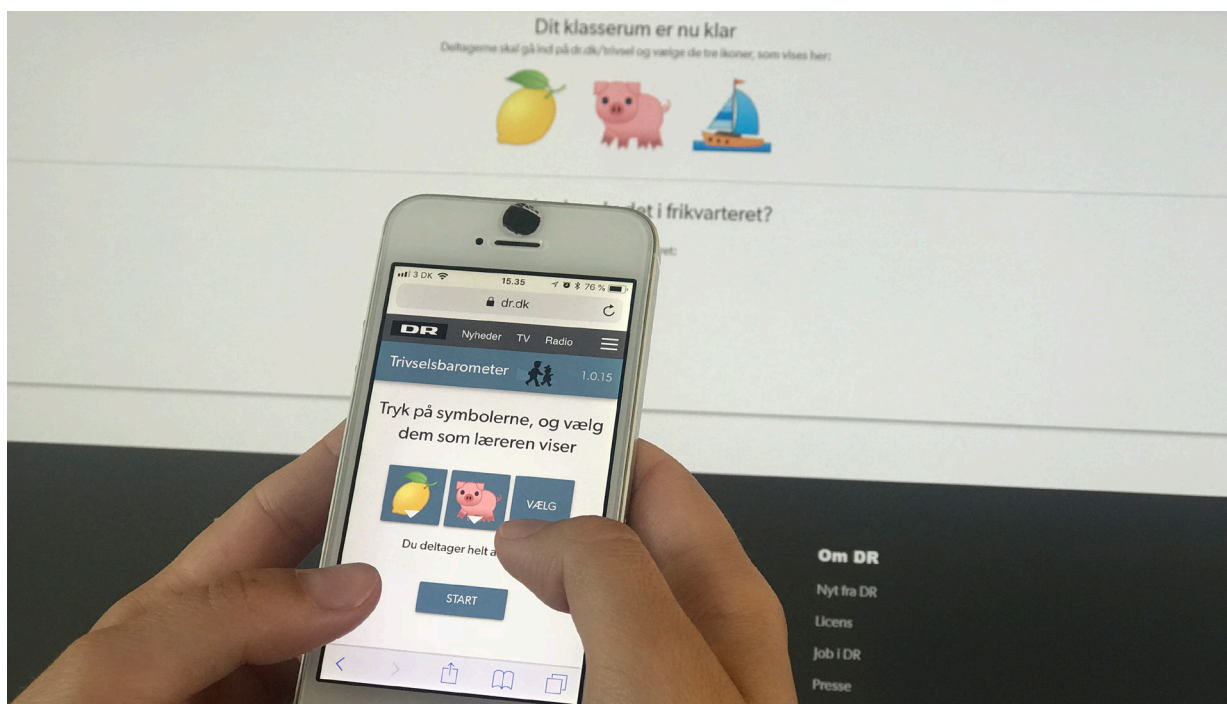 Dit klasserum er nu klar
Deltagerne skal gå ind på dr.dk/trivsel og vælge de tre ikoner, som vises her:
det i frikvarteret?
3 DK
15.35
76 %
dr.dk
DR
Nyheder
TV
Radio
Trivselsbarometer
1.0.15
Tryk på symbolerne, og vælg
dem som læreren viser
VÆLG
Du deltager helt
START
Om DR
Nyt fra DR
Licens
Job i DR
Presse